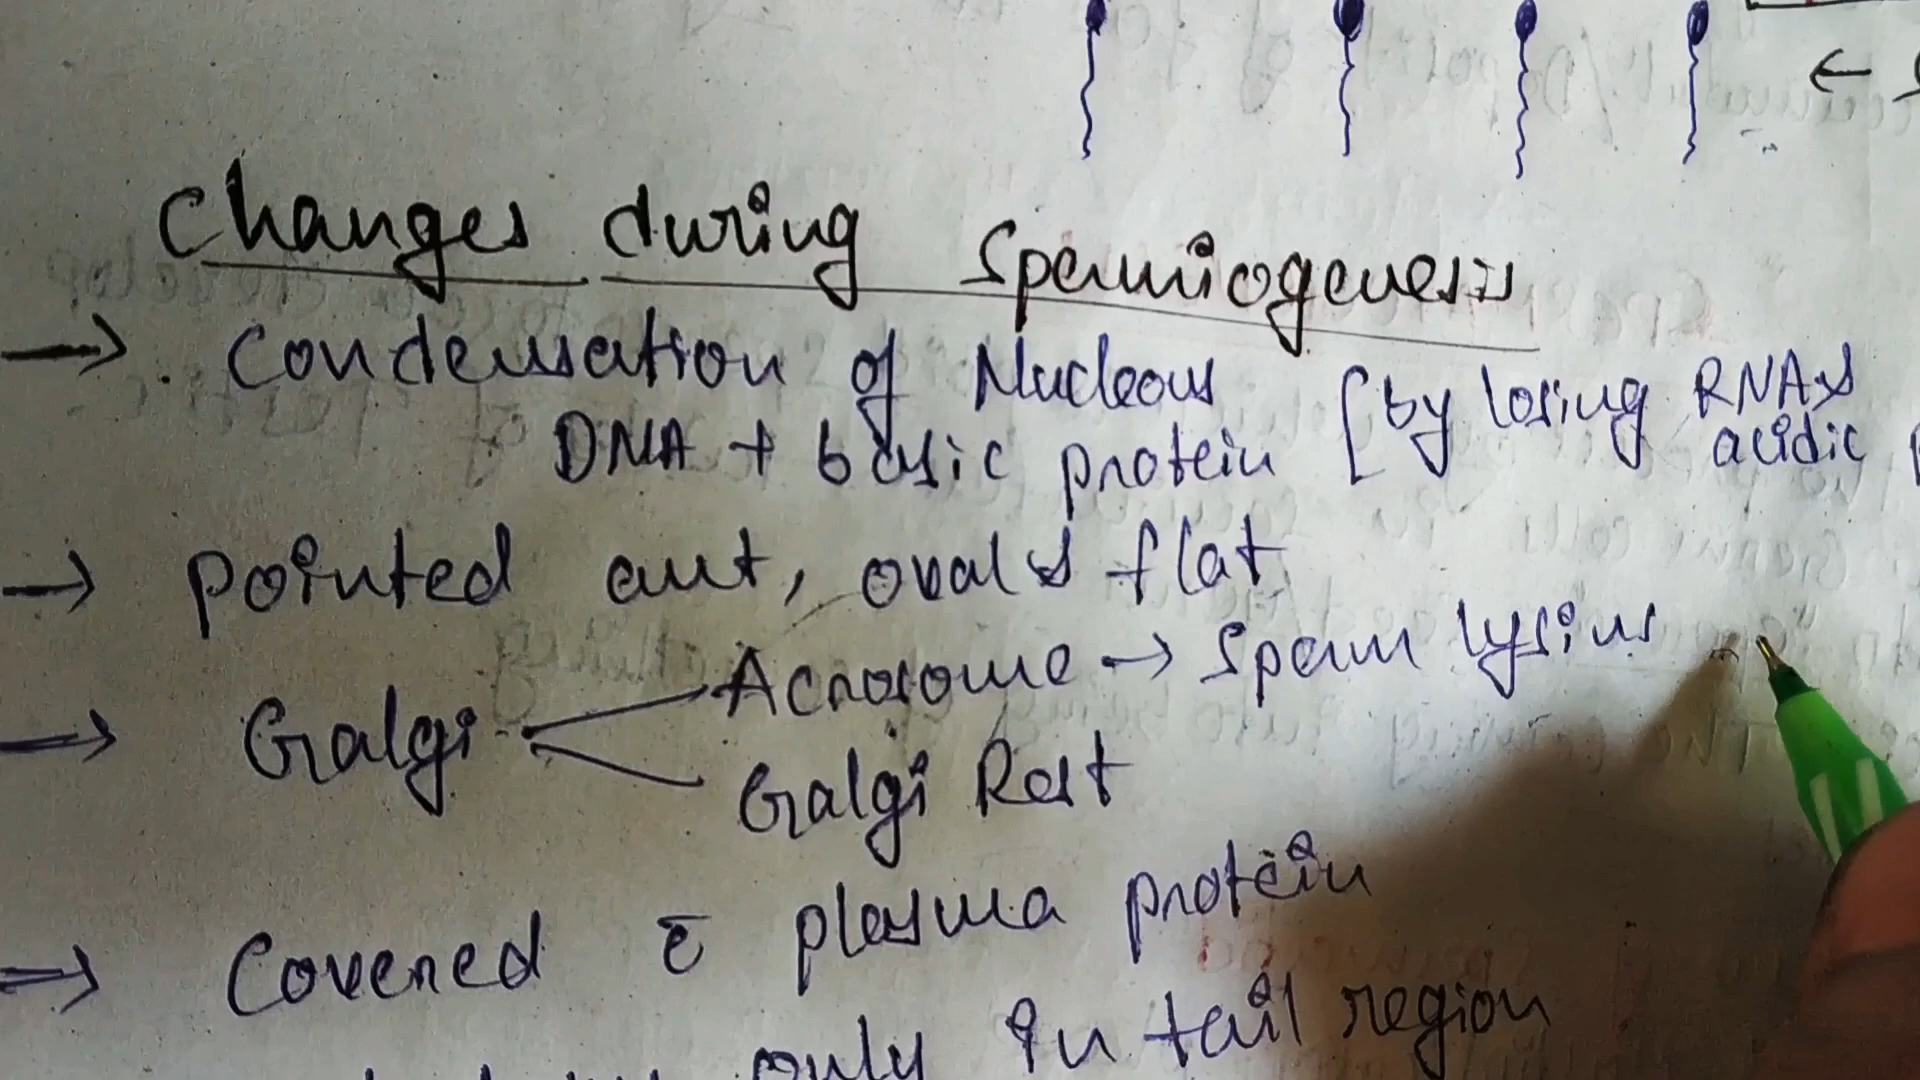 ←
Changes during Spermiogenesis
→ Condensation of Nucleous [by losing RNA &
DNA + basic protein acidic
→ Pointed ant, oval & flat
→ Golgi Acrosome → Sperm lysins
Golgi Rest
→ Covered c̄ plasma protein
only in tail region